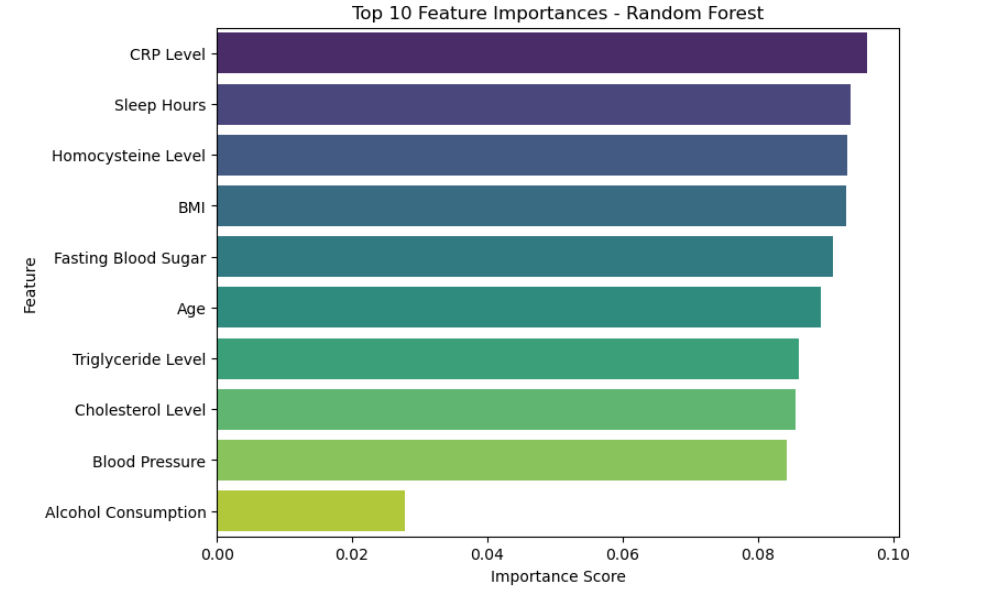 Top 10 Feature Importances - Random Forest
CRP Level
Sleep Hours
Homocysteine Level
BMI
Fasting Blood Sugar
Age
Triglyceride Level
Cholesterol Level
Blood Pressure
Alcohol Consumption
Feature
0.00 0.02 0.04 0.06 0.08 0.10
Importance Score